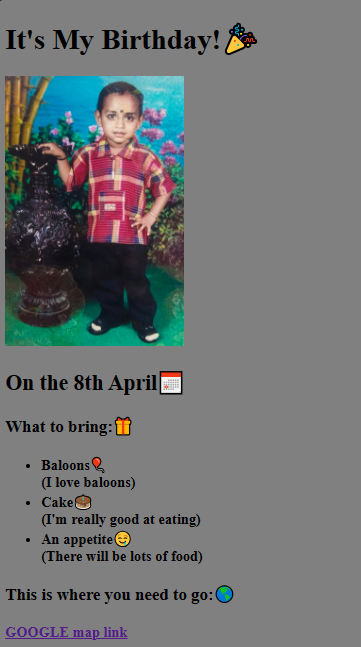 It's My Birthday!🎉
On the 8th April📅
What to bring:🎁
Baloons🎈
(I love baloons)
Cake🎂
(I'm really good at eating)
An appetite😊
(There will be lots of food)
This is where you need to go:🌎
GOOGLE map link